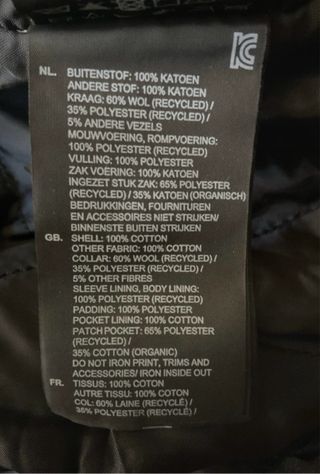 NL. BUITENSTOF: 100% KATOEN
ANDERE STOF: 100% KATOEN
KRAAG: 60% WOL (RECYCLED) /
35% POLYESTER (RECYCLED) /
5% ANDERE VEZELS
MOUWVOERING, ROMPVOERING:
100% POLYESTER (RECYCLED)
VULLING: 100% POLYESTER
ZAK VOERING: 100% KATOEN
INGEZET STUK ZAK: 65% POLYESTER
(RECYCLED) / 35% KATOEN (ORGANISCH)
BEDRUKKINGEN, FOURNITUREN
EN ACCESSOIRES NIET STRIJKEN/
BINNENSTE BUITEN STRIJKEN
GB. SHELL: 100% COTTON
OTHER FABRIC: 100% COTTON
COLLAR: 60% WOOL (RECYCLED) /
35% POLYESTER (RECYCLED) /
5% OTHER FIBRES
SLEEVE LINING, BODY LINING:
100% POLYESTER (RECYCLED)
PADDING: 100% POLYESTER
POCKET LINING: 100% COTTON
PATCH POCKET: 65% POLYESTER
(RECYCLED) /
35% COTTON (ORGANIC)
DO NOT IRON PRINT, TRIMS AND
ACCESSORIES/ IRON INSIDE OUT
FR. TISSUS: 100% COTON
AUTRE TISSU: 100% COTON
COL: 60% LAINE (RECYCLÉ) /
35% POLYESTER (RECYCLÉ) /